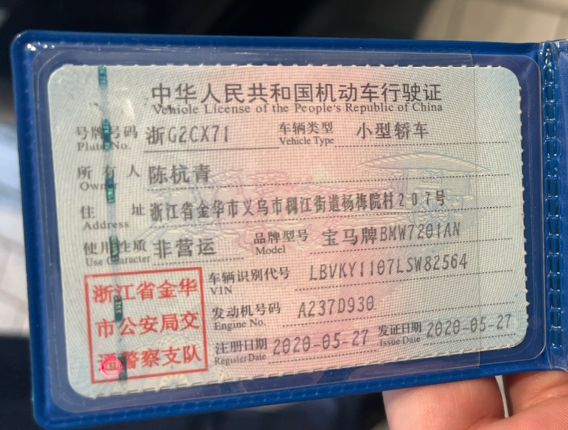 中华人民共和国机动车行驶证
Vehicle License of the People's Republic of China
号牌号码 浙G2CX71 车辆类型 小型轿车
Plate No. Vehicle Type
所有人 陈杭青
Owner
住址 浙江省金华市义乌市稠江街道杨梅院村207号
Address
使用性质 非营运 品牌型号 宝马牌BMW7201AN
Use Character Model
车辆识别代号 LBVKY1107LSW82564
VIN
发动机号码 A237D930
Engine No.
注册日期 2020-05-27 发证日期 2020-05-27
Register Date Issue Date
浙江省金华
市公安局交
通警察支队